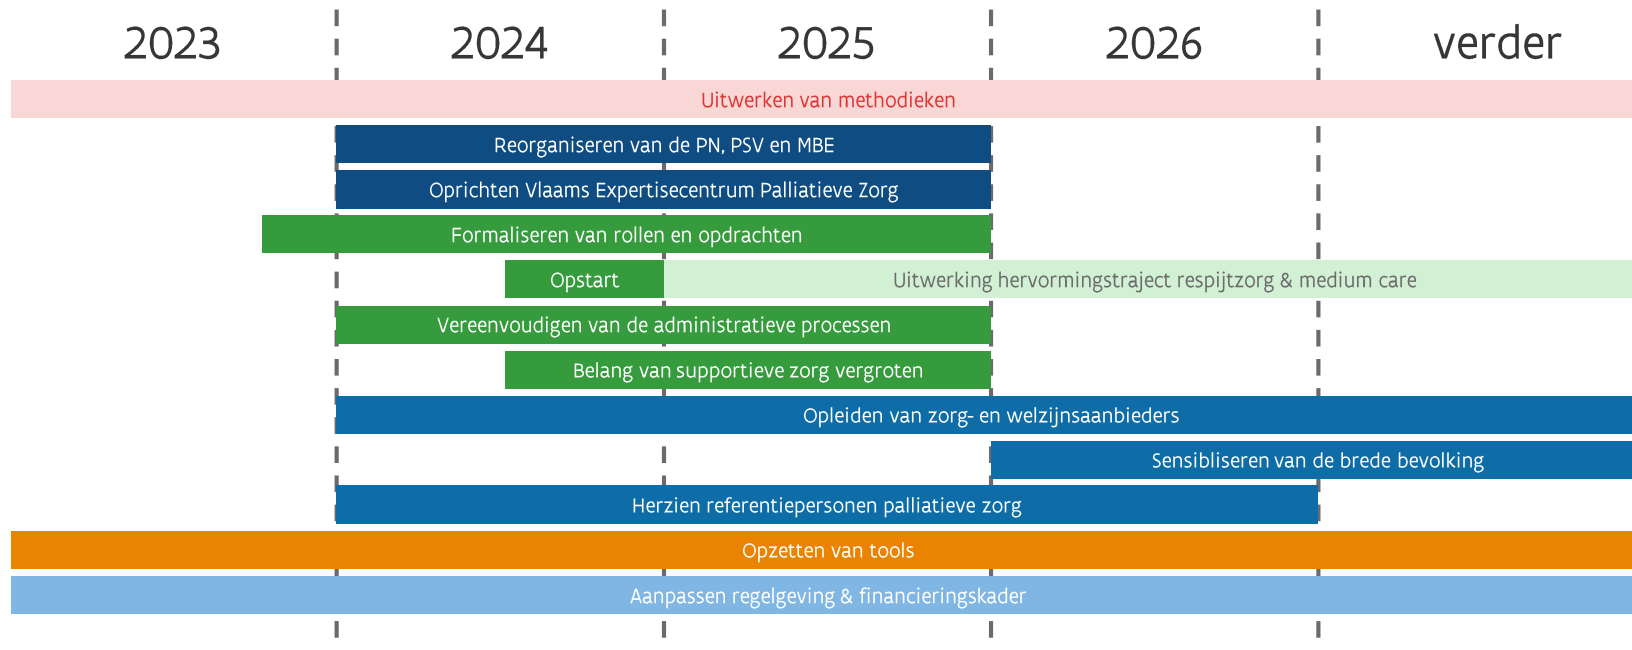 2023 2024 2025 2026 verder
Uitwerken van methodieken
Reorganiseren van de PN, PSV en MBE
Oprichten Vlaams Expertisecentrum Palliatieve Zorg
Formaliseren van rollen en opdrachten
Opstart Uitwerking hervormingstraject respijtzorg & medium care
Vereenvoudigen van de administratieve processen
Belang van supportieve zorg vergroten
Opleiden van zorg- en welzijnsaanbieders
Sensibliseren van de brede bevolking
Herzien referentiepersonen palliatieve zorg
Opzetten van tools
Aanpassen regelgeving & financieringskader